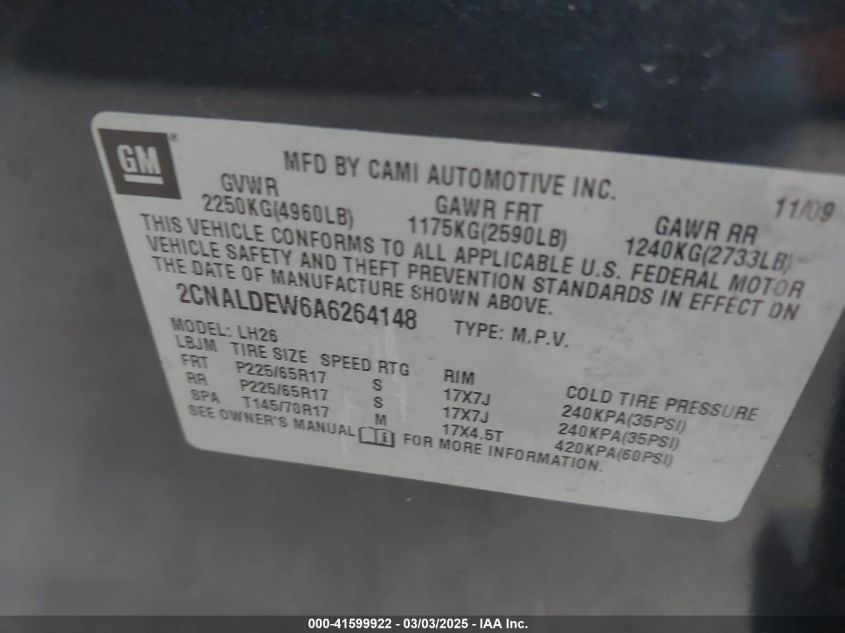 GM
MFD BY CAMI AUTOMOTIVE INC.
11/09
GVWR GAWR FRT GAWR RR
2250KG(4960LB) 1175KG(2590LB) 1240KG(2733LB)
THIS VEHICLE CONFORMS TO ALL APPLICABLE U.S. FEDERAL MOTOR
VEHICLE SAFETY AND THEFT PREVENTION STANDARDS IN EFFECT ON
THE DATE OF MANUFACTURE SHOWN ABOVE.
2CNALDEW6A6264148 TYPE: M.P.V.
MODEL: LH26
LBJM TIRE SIZE SPEED RTG RIM COLD TIRE PRESSURE
FRT P225/65R17 S 17X7J 240KPA(35PSI)
RR P225/65R17 S 17X7J 240KPA(35PSI)
SPA T145/70R17 M 17X4.5T 420KPA(60PSI)
SEE OWNER'S MANUAL FOR MORE INFORMATION.
000-41599922 - 03/03/2025 - IAA Inc.